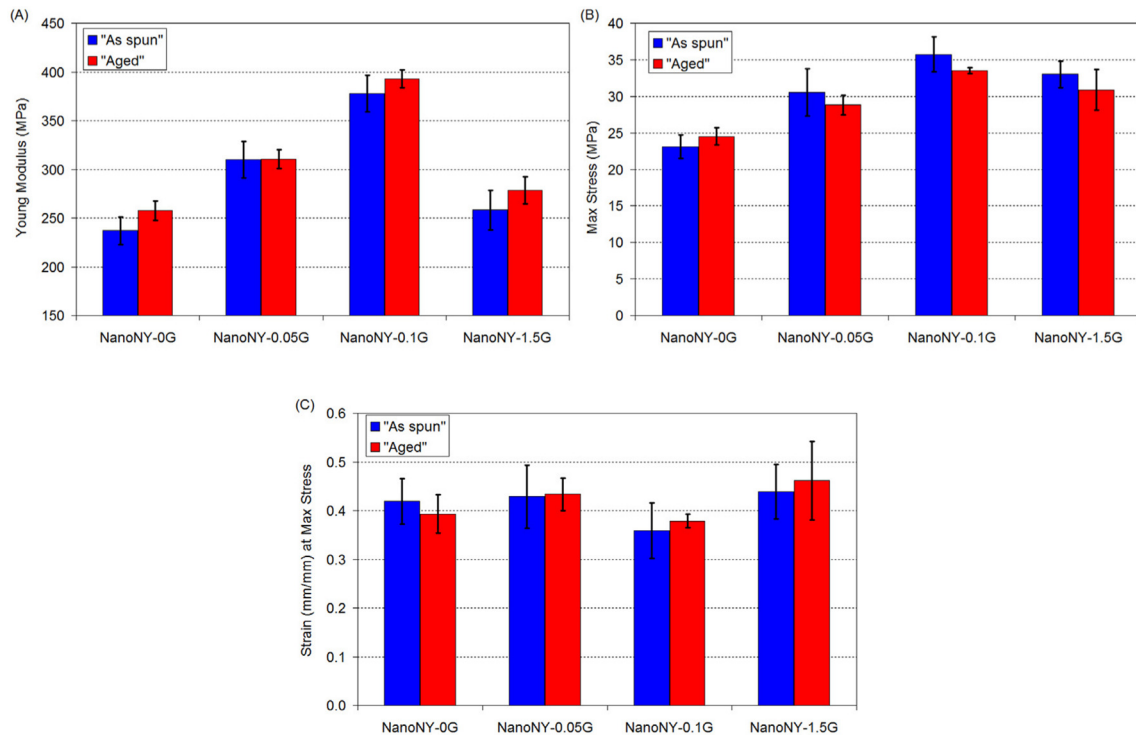 (A)
450
400
350
300
250
200
150
Young Modulus (MPa)
"As spun"
"Aged"
NanoNY-0G NanoNY-0.05G NanoNY-0.1G NanoNY-1.5G
(B)
40
35
30
25
20
15
10
5
0
Max Stress (MPa)
"As spun"
"Aged"
NanoNY-0G NanoNY-0.05G NanoNY-0.1G NanoNY-1.5G
(C)
0.6
0.5
0.4
0.3
0.2
0.1
0.0
Strain (mm/mm) at Max Stress
"As spun"
"Aged"
NanoNY-0G NanoNY-0.05G NanoNY-0.1G NanoNY-1.5G